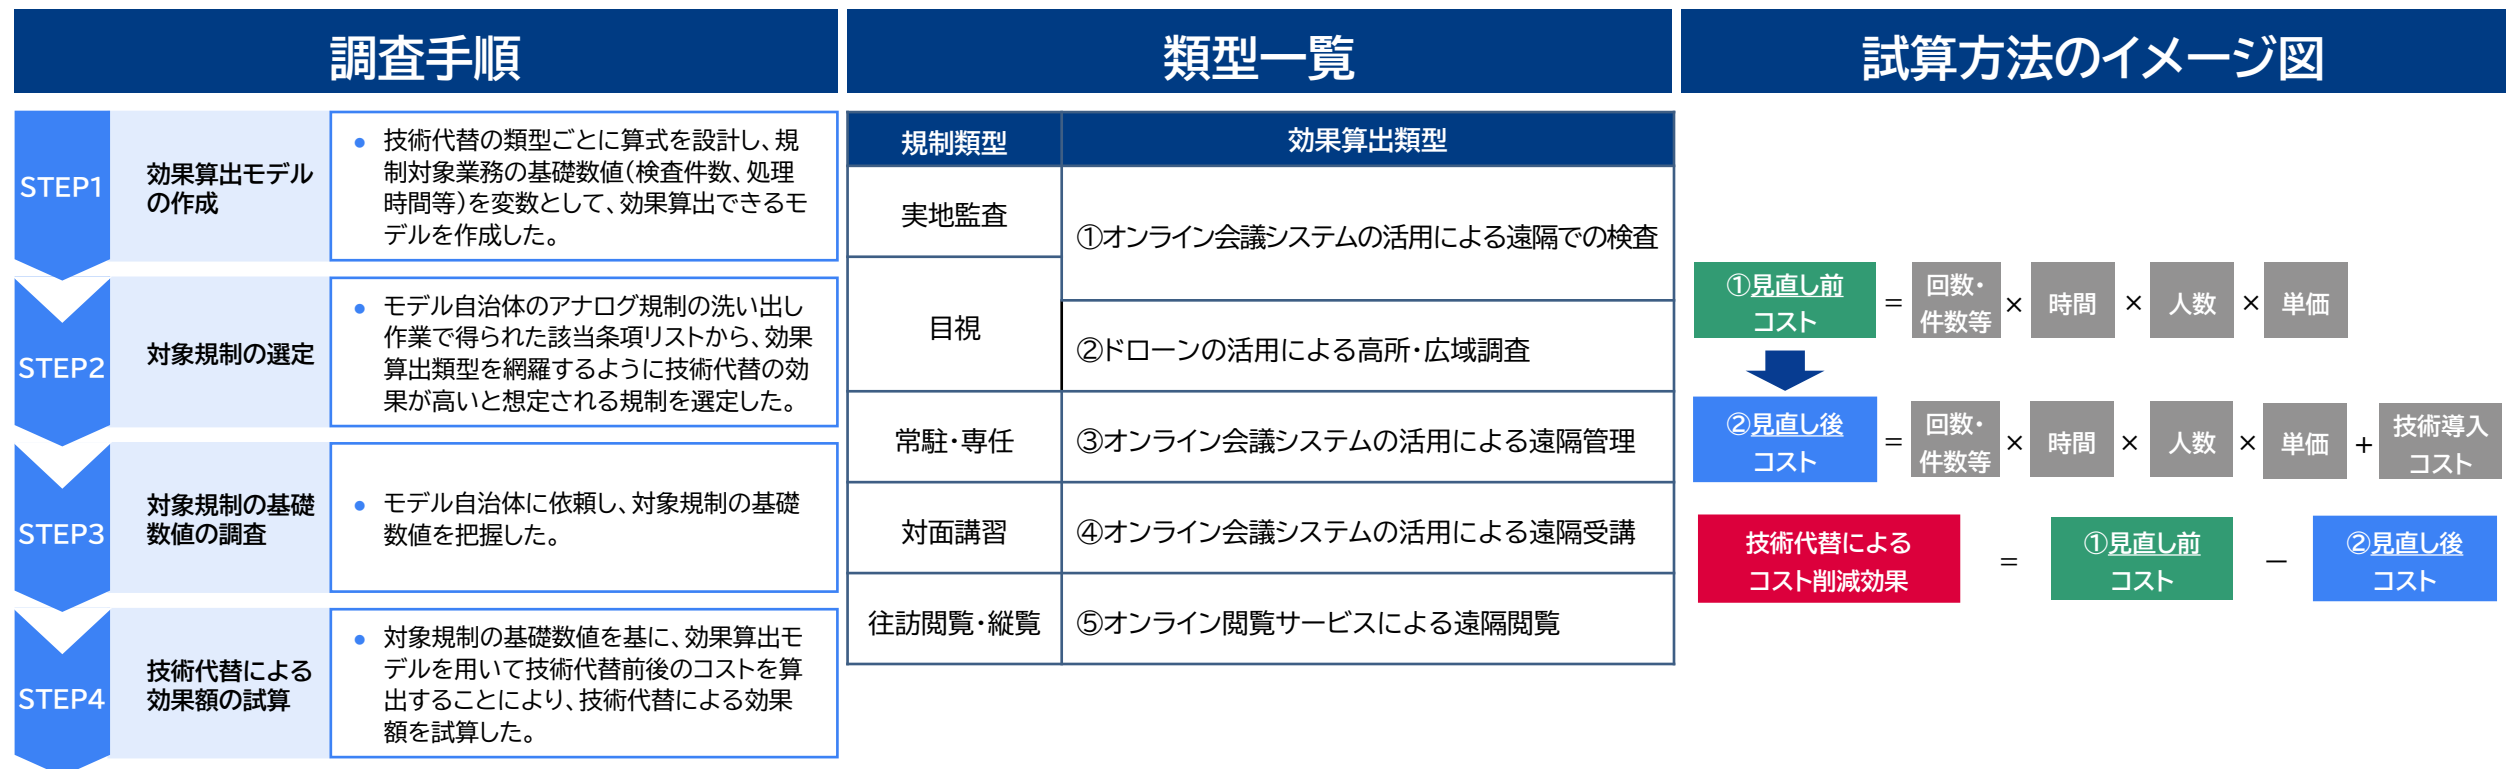 調査手順
STEP1
効果算出モデル
の作成
● 技術代替の類型ごとに算式を設計し、規
制対象業務の基礎数値(検査件数、処理
時間等)を変数として、効果算出できるモ
デルを作成した。
STEP2
対象規制の選定
● モデル自治体のアナログ規制の洗い出し
作業で得られた該当条項リストから、効果
算出類型を網羅するように技術代替の効
果が高いと想定される規制を選定した。
STEP3
対象規制の基礎
数値の調査
● モデル自治体に依頼し、対象規制の基礎
数値を把握した。
STEP4
技術代替による
効果額の試算
● 対象規制の基礎数値を基に、効果算出モ
デルを用いて技術代替前後のコストを算
出することにより、技術代替による効果
額を試算した。
類型一覧
規制類型
効果算出類型
実地監査
①オンライン会議システムの活用による遠隔での検査
目視
②ドローンの活用による高所・広域調査
常駐・専任
③オンライン会議システムの活用による遠隔管理
対面講習
④オンライン会議システムの活用による遠隔受講
往訪閲覧・縦覧
⑤オンライン閲覧サービスによる遠隔閲覧
試算方法のイメージ図
①見直し前
コスト
=
回数・
件数等
×
時間
×
人数
×
単価
②見直し後
コスト
=
回数・
件数等
×
時間
×
人数
×
単価
+
技術導入
コスト
技術代替による
コスト削減効果
=
①見直し前
コスト
−
②見直し後
コスト